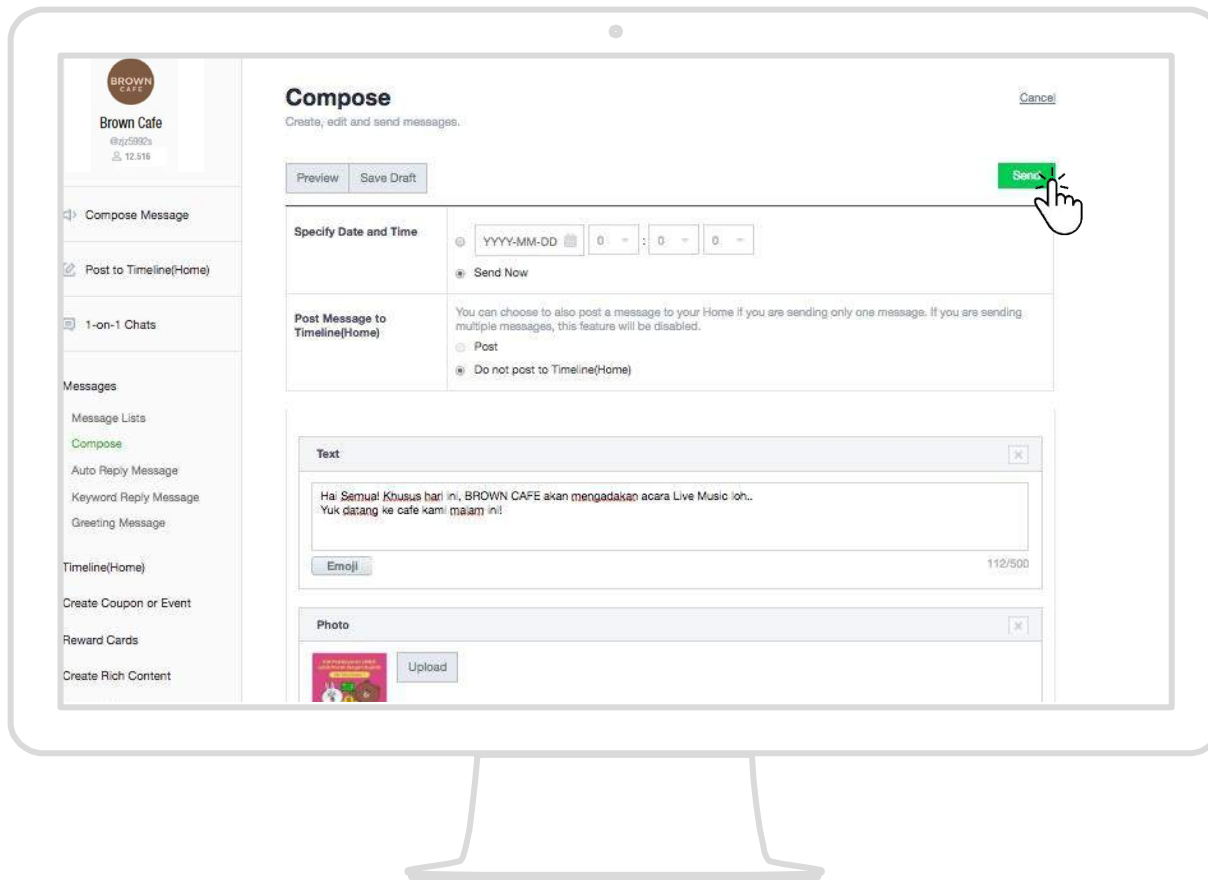 BROWN
CAFE
Brown Cafe
@zjz5992s
12.516
Compose Message
Post to Timeline(Home)
1-on-1 Chats
Messages
Message Lists
Compose
Auto Reply Message
Keyword Reply Message
Greeting Message
Timeline(Home)
Create Coupon or Event
Reward Cards
Create Rich Content
Compose
Cancel
Create, edit and send messages.
Preview
Save Draft
Send
Specify Date and Time
YYYY-MM-DD
0 : 0 0
Send Now
Post Message to
Timeline(Home)
You can choose to also post a message to your Home if you are sending only one message. If you are sending
multiple messages, this feature will be disabled.
Post
Do not post to Timeline(Home)
Text
Hai Semua! Khusus hari ini, BROWN CAFE akan mengadakan acara Live Music loh..
Yuk datang ke cafe kami malam ini!
Emoji
112/500
Photo
Upload